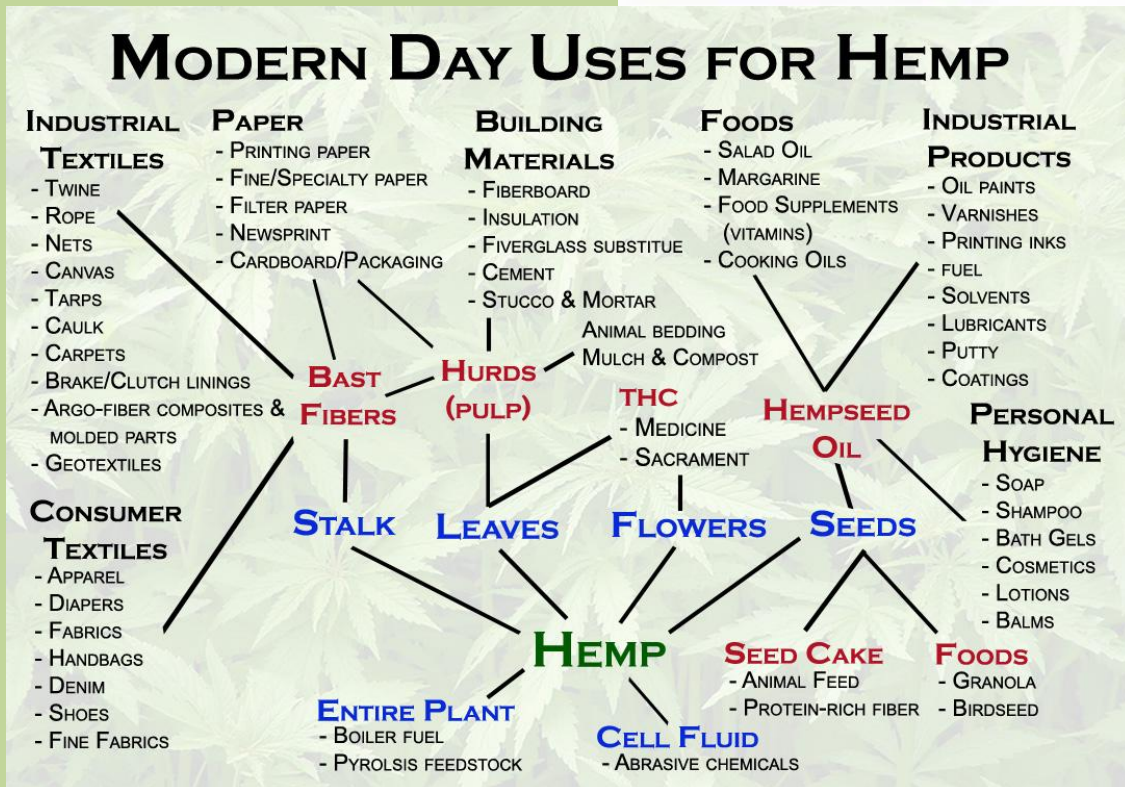 MODERN DAY USES FOR HEMP
INDUSTRIAL
TEXTILES
- TWINE
- ROPE
- NETS
- CANVAS
- TARPS
- CAULK
- CARPETS
- BRAKE/CLUTCH LININGS
- ARGO-FIBER COMPOSITES &
MOLDED PARTS
- GEOTEXTILES
PAPER
- PRINTING PAPER
- FINE/SPECIALTY PAPER
- FILTER PAPER
- NEWSPRINT
- CARDBOARD/PACKAGING
BUILDING
MATERIALS
- FIBERBOARD
- INSULATION
- FIVERGLASS SUBSTITUE
- CEMENT
- STUCCO & MORTAR
ANIMAL BEDDING
MULCH & COMPOST
FOODS
- SALAD OIL
- MARGARINE
- FOOD SUPPLEMENTS
(VITAMINS)
- COOKING OILS
INDUSTRIAL
PRODUCTS
- OIL PAINTS
- VARNISHES
- PRINTING INKS
- FUEL
- SOLVENTS
- LUBRICANTS
- PUTTY
- COATINGS
BAST
FIBERS
HURDS
(PULP)
THC
- MEDICINE
- SACRAMENT
HEMPSEED
OIL
PERSONAL
HYGIENE
- SOAP
- SHAMPOO
- BATH GELS
- COSMETICS
- LOTIONS
- BALMS
CONSUMER
TEXTILES
- APPAREL
- DIAPERS
- FABRICS
- HANDBAGS
- DENIM
- SHOES
- FINE FABRICS
STALK
LEAVES
FLOWERS
SEEDS
HEMP
SEED CAKE
- ANIMAL FEED
- PROTEIN-RICH FIBER
FOODS
- GRANOLA
- BIRDSEED
ENTIRE PLANT
- BOILER FUEL
- PYROLSIS FEEDSTOCK
CELL FLUID
- ABRASIVE CHEMICALS